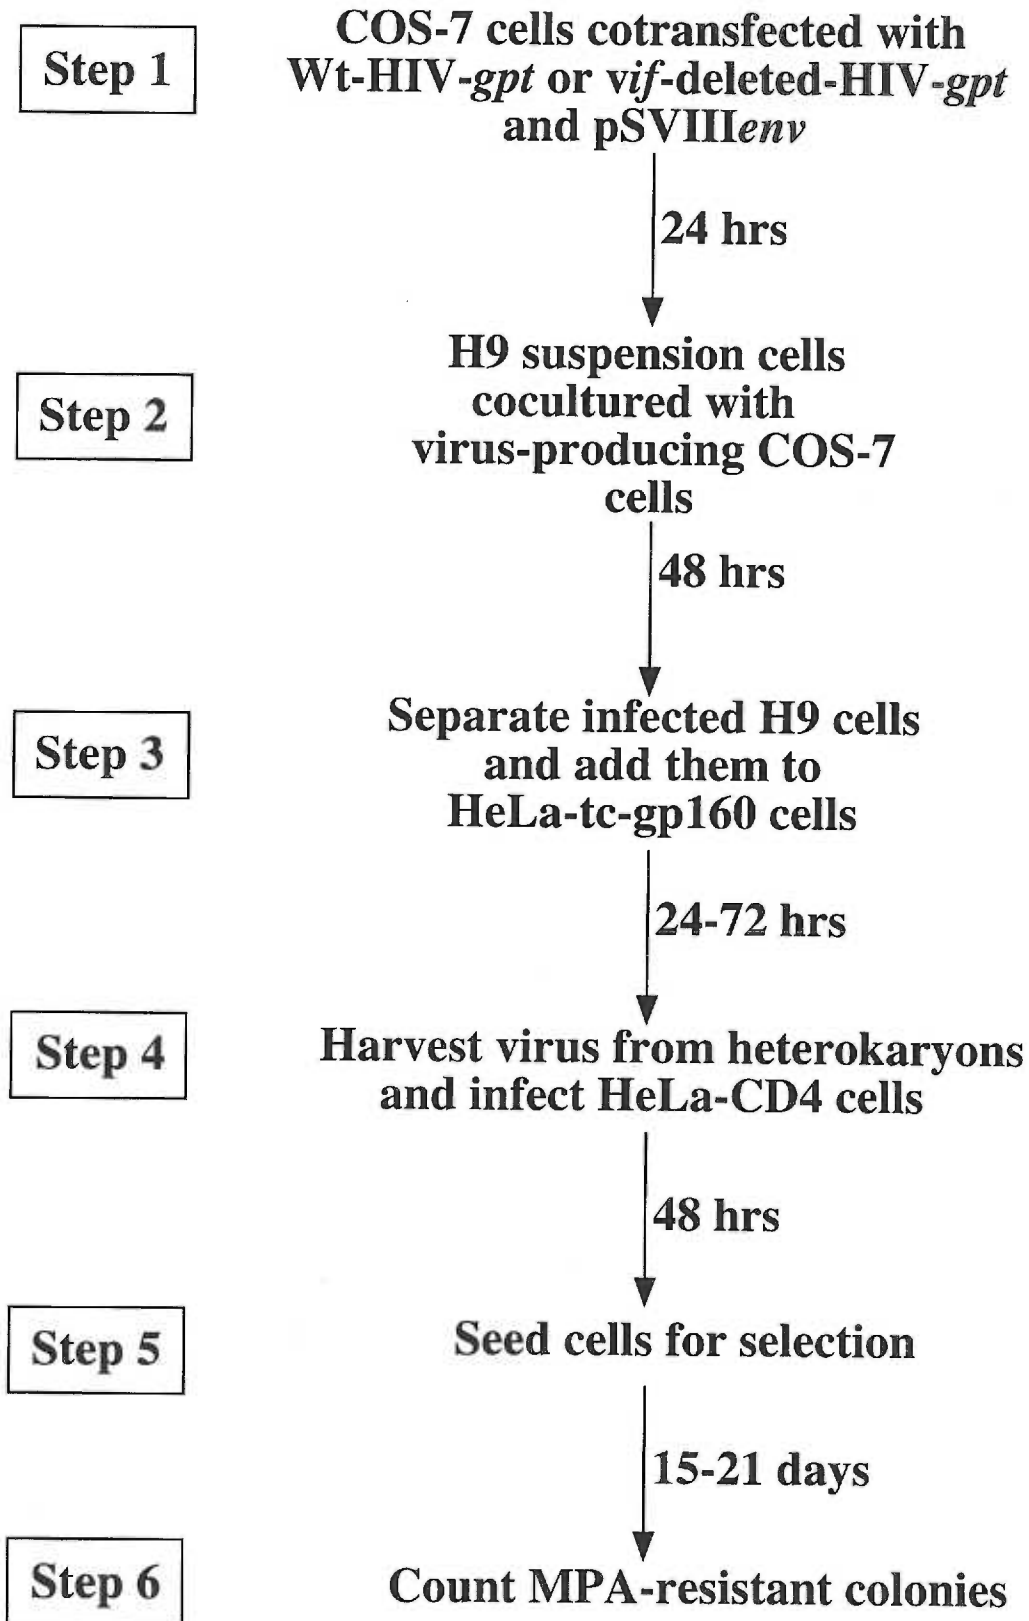 Step 1
COS-7 cells cotransfected with
Wt-HIV-gpt or vif-deleted-HIV-gpt
and pSVIIIenv
24 hrs
Step 2
H9 suspension cells
cocultured with
virus-producing COS-7
cells
48 hrs
Step 3
Separate infected H9 cells
and add them to
HeLa-tc-gp160 cells
24-72 hrs
Step 4
Harvest virus from heterokaryons
and infect HeLa-CD4 cells
48 hrs
Step 5
Seed cells for selection
15-21 days
Step 6
Count MPA-resistant colonies